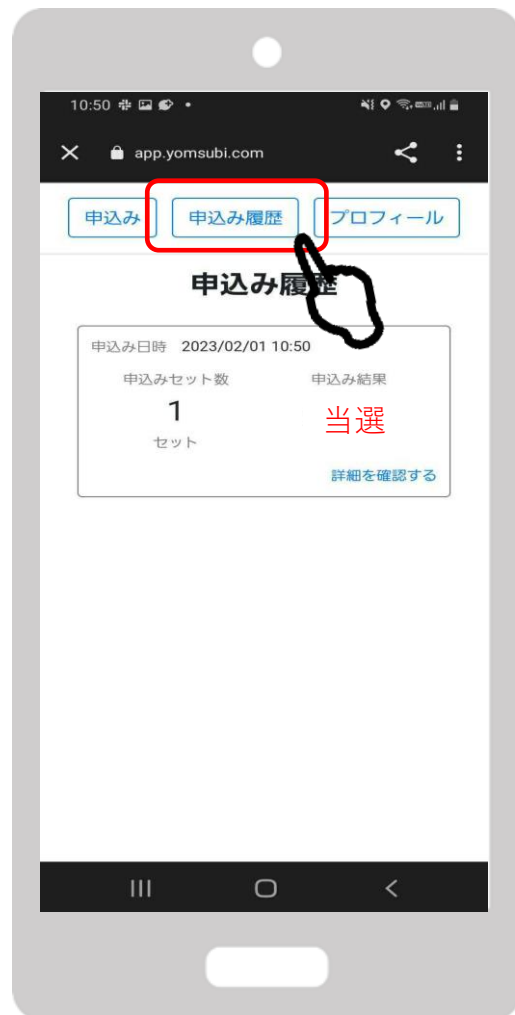 10:50
app.yomsubi.com
申込み 申込み履歴 プロフィール
申込み履歴
申込み日時 2023/02/01 10:50
申込みセット数 申込み結果
1 当選
セット
詳細を確認する